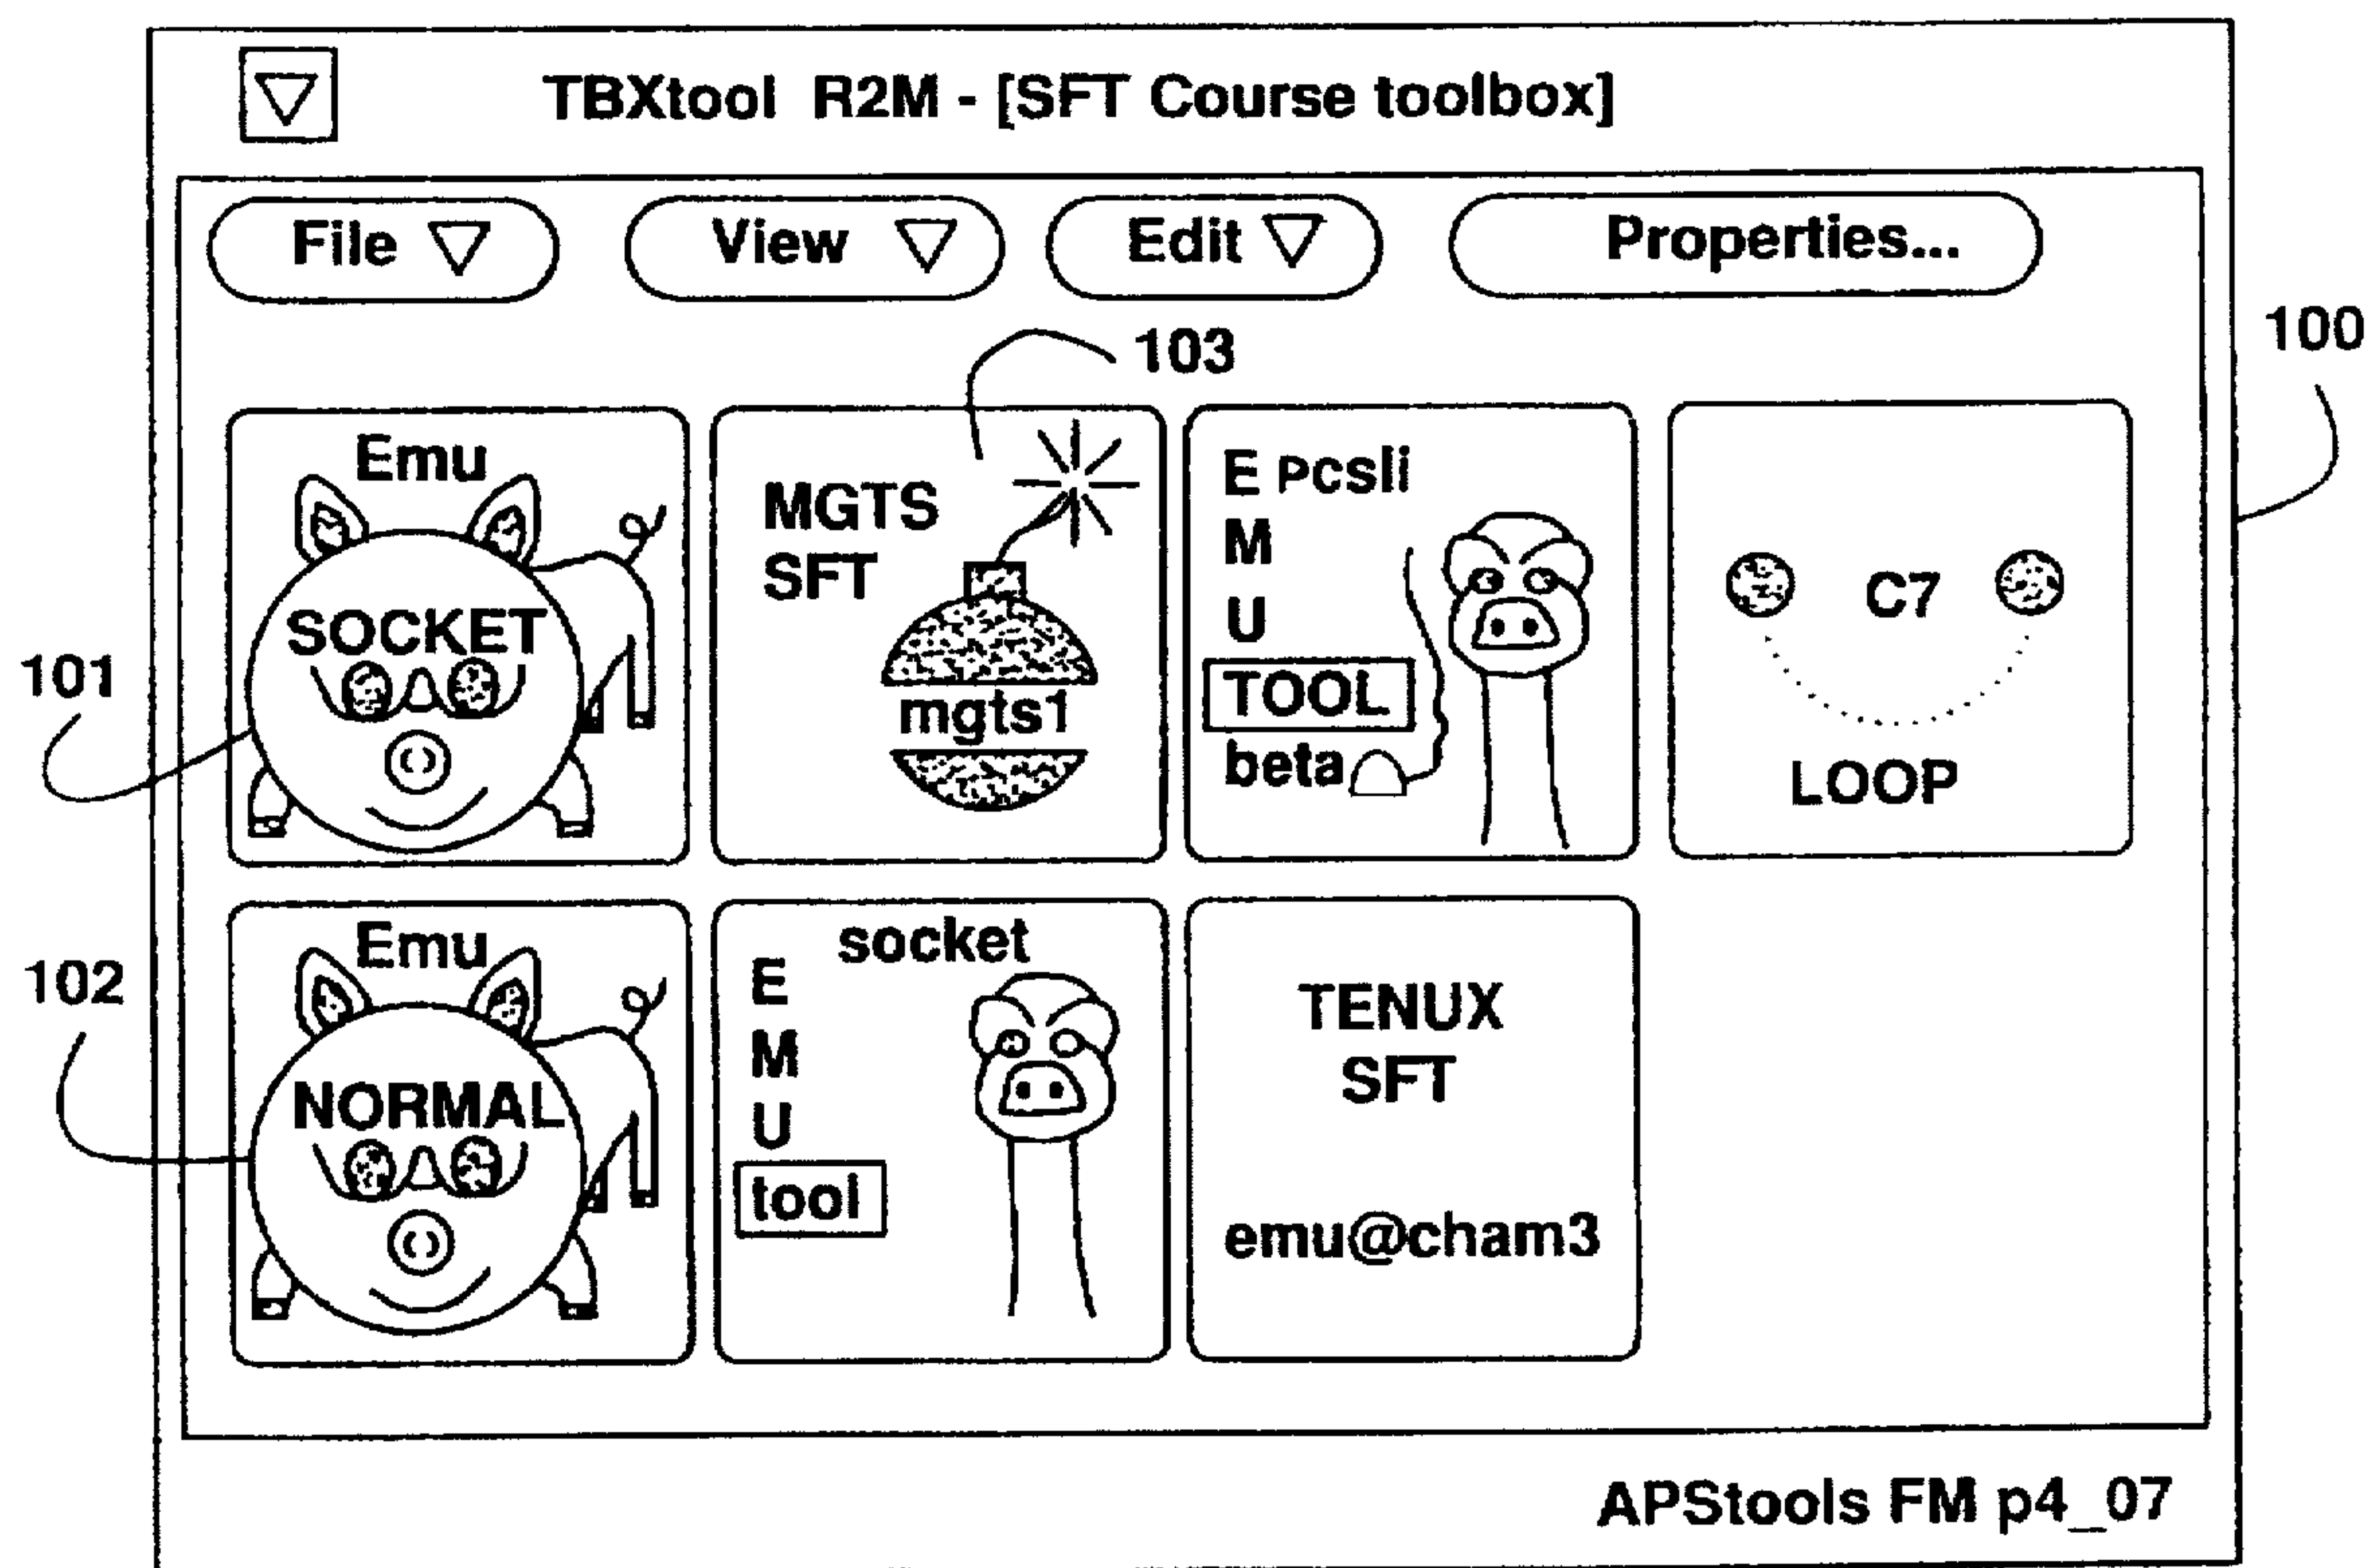 TBXtool R2M - [SFT Course toolbox]
File View Edit Properties...
100
103
Emu
SOCKET
101
MGTS
SFT
mgts1
E pcsli
M
U
TOOL
beta
C7
LOOP
Emu
NORMAL
102
socket
E
M
U
tool
TENUX
SFT
emu@cham3
APStools FM p4_07